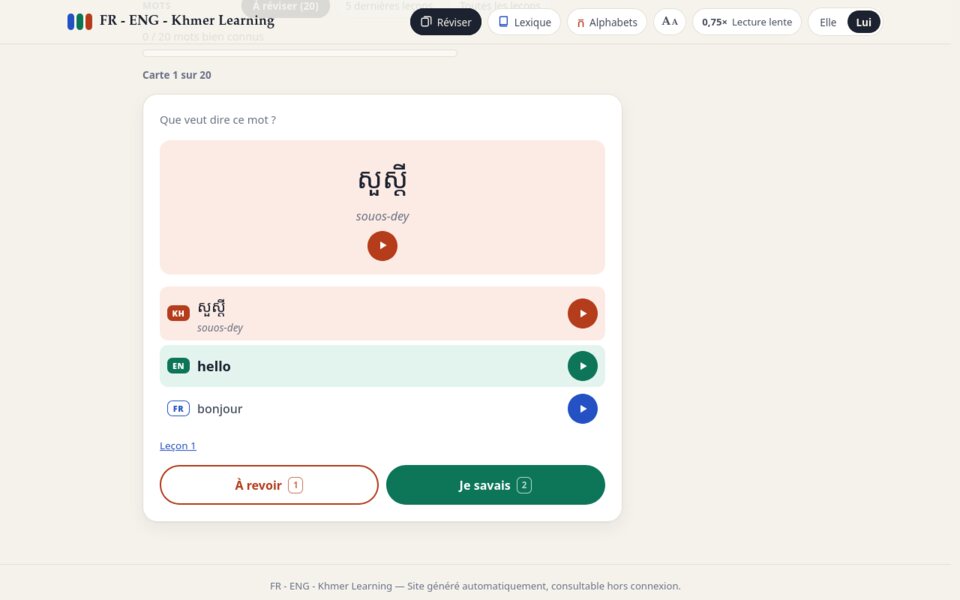 MOTS À réviser (20) 5 dernières leçons Toutes les leçons
FR - ENG - Khmer Learning Réviser Lexique ñ Alphabets AA 0,75× Lecture lente Elle Lui
0 / 20 mots bien connus
Carte 1 sur 20
Que veut dire ce mot ?
សួស្តី
souos-dey
KH សួស្តី
souos-dey
EN hello
FR bonjour
Leçon 1
À revoir 1 Je savais 2
FR - ENG - Khmer Learning — Site généré automatiquement, consultable hors connexion.